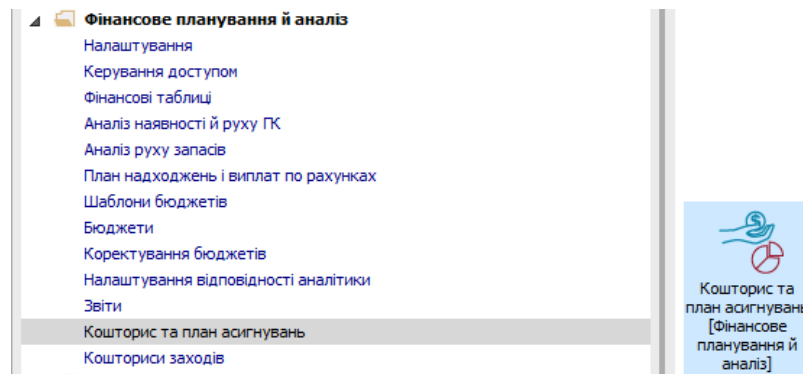 Фінансове планування й аналіз
Налаштування
Керування доступом
Фінансові таблиці
Аналіз наявності й руху ГК
Аналіз руху запасів
План надходжень і виплат по рахунках
Шаблони бюджетів
Бюджети
Коректування бюджетів
Налаштування відповідності аналітики
Звіти
Кошторис та план асигнувань
Кошториси заходів
Кошторис та
план асигнувань
[Фінансове
планування й
аналіз]